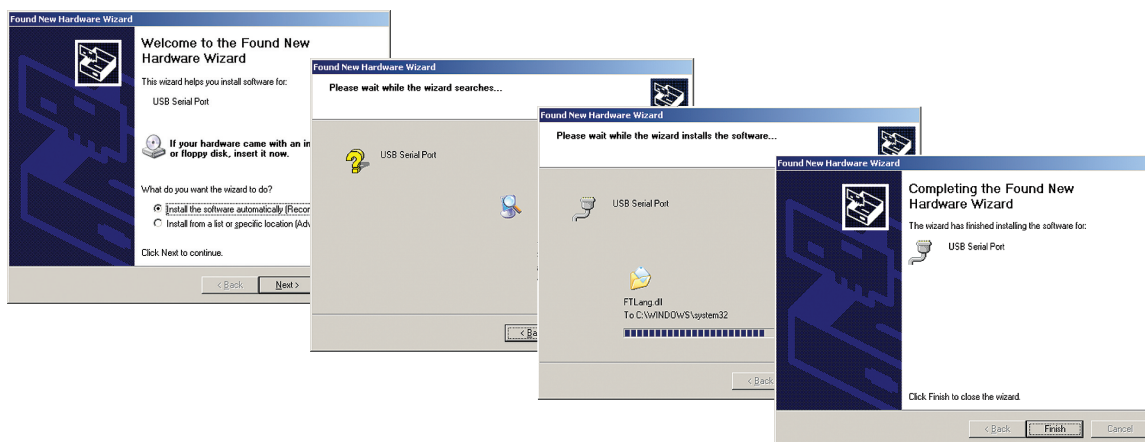 Found New Hardware Wizard
Welcome to the Found New
Hardware Wizard
This wizard helps you install software for:
USB Serial Port
If your hardware came with an in
or floppy disk, insert it now.
What do you want the wizard to do?
Install the software automatically (Recor
Install from a list or specific location (Adv
Click Next to continue.
< Back
Next >
Found New Hardware Wizard
Please wait while the wizard searches...
USB Serial Port
< Ba
Found New Hardware Wizard
Please wait while the wizard installs the software...
USB Serial Port
FTLang.dll
To C:\WINDOWS\system32
< Back
Found New Hardware Wizard
Completing the Found New
Hardware Wizard
The wizard has finished installing the software for:
USB Serial Port
Click Finish to close the wizard.
< Back
Finish
Cancel